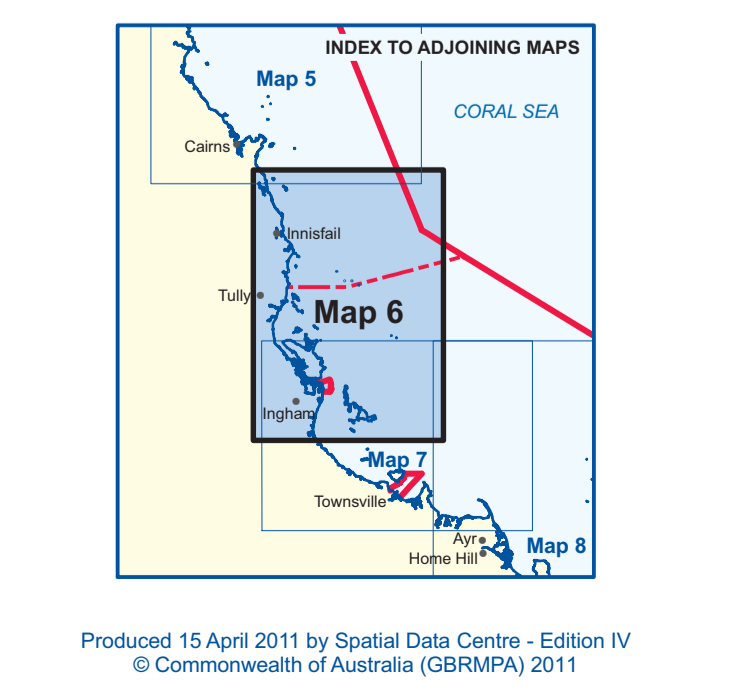 INDEX TO ADJOINING MAPS
Map 5
CORAL SEA
Cairns
Innisfail
Tully
Map 6
Ingham
Map 7
Townsville
Ayr
Map 8
Home Hill
Produced 15 April 2011 by Spatial Data Centre - Edition IV
© Commonwealth of Australia (GBRMPA) 2011